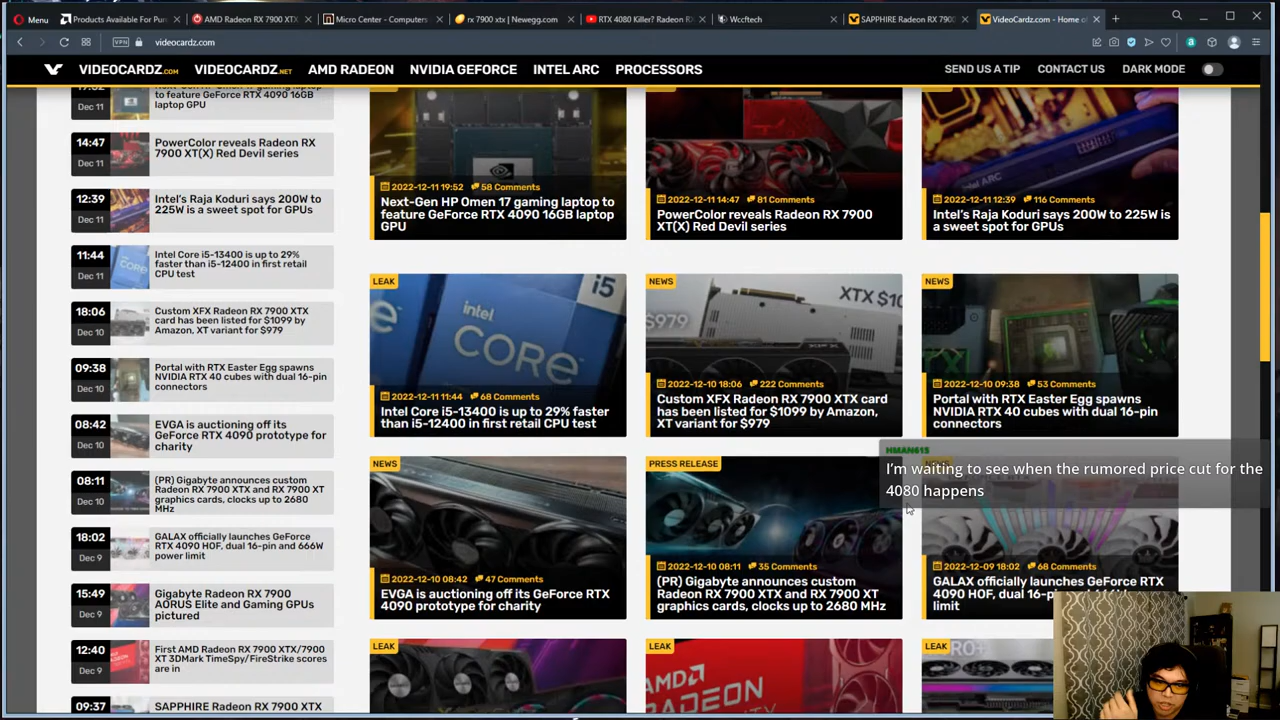 Menu
Products Available For Pur
AMD Radeon RX 7900 XTX
Micro Center - Computers
rx 7900 xtx | Newegg.com
RTX 4080 Killer? Radeon R
Wccftech
SAPPHIRE Radeon RX 7900
VideoCardz.com - Home o
VPN
videocardz.com
VIDEOCARDZ.COM
VIDEOCARDZ.NET
AMD RADEON
NVIDIA GEFORCE
INTEL ARC
PROCESSORS
SEND US A TIP
CONTACT US
DARK MODE
Dec 11
to feature GeForce RTX 4090 16GB
laptop GPU
14:47
Dec 11
PowerColor reveals Radeon RX
7900 XT(X) Red Devil series
12:39
Dec 11
Intel's Raja Koduri says 200W to
225W is a sweet spot for GPUs
11:44
Dec 11
Intel Core i5-13400 is up to 29%
faster than i5-12400 in first retail
CPU test
18:06
Dec 10
Custom XFX Radeon RX 7900 XTX
card has been listed for $1099 by
Amazon, XT variant for $979
09:38
Dec 10
Portal with RTX Easter Egg spawns
NVIDIA RTX 40 cubes with dual 16-pin
connectors
08:42
Dec 10
EVGA is auctioning off its
GeForce RTX 4090 prototype for
charity
08:11
Dec 10
(PR) Gigabyte announces custom
Radeon RX 7900 XTX and RX 7900 XT
graphics cards, clocks up to 2680
MHz
18:02
Dec 9
GALAX officially launches GeForce
RTX 4090 HOF, dual 16-pin and 666W
power limit
15:49
Dec 9
Gigabyte Radeon RX 7900
AORUS Elite and Gaming GPUs
pictured
12:40
Dec 9
First AMD Radeon RX 7900 XTX/7900
XT 3DMark TimeSpy/FireStrike scores
are in
09:37
SAPPHIRE Radeon RX 7900 XTX
2022-12-11 19:52 58 Comments
Next-Gen HP Omen 17 gaming laptop to
feature GeForce RTX 4090 16GB laptop
GPU
2022-12-11 14:47 81 Comments
PowerColor reveals Radeon RX 7900
XT(X) Red Devil series
intel ARC
2022-12-11 12:39 116 Comments
Intel's Raja Koduri says 200W to 225W is
a sweet spot for GPUs
LEAK
i5
intel
CORE
2022-12-11 11:44 68 Comments
Intel Core i5-13400 is up to 29% faster
than i5-12400 in first retail CPU test
NEWS
XTX $10
$979
2022-12-10 18:06 222 Comments
Custom XFX Radeon RX 7900 XTX card
has been listed for $1099 by Amazon,
XT variant for $979
NEWS
2022-12-10 09:38 53 Comments
Portal with RTX Easter Egg spawns
NVIDIA RTX 40 cubes with dual 16-pin
connectors
HMAN615
I'm waiting to see when the rumored price cut for the
4080 happens
NEWS
2022-12-10 08:42 47 Comments
EVGA is auctioning off its GeForce RTX
4090 prototype for charity
PRESS RELEASE
2022-12-10 08:11 35 Comments
(PR) Gigabyte announces custom
Radeon RX 7900 XTX and RX 7900 XT
graphics cards, clocks up to 2680 MHz
2022-12-09 18:02 68 Comments
GALAX officially launches GeForce RTX
4090 HOF, dual 16-pin
limit
LEAK
LEAK
AMD
RADEON
LEAK